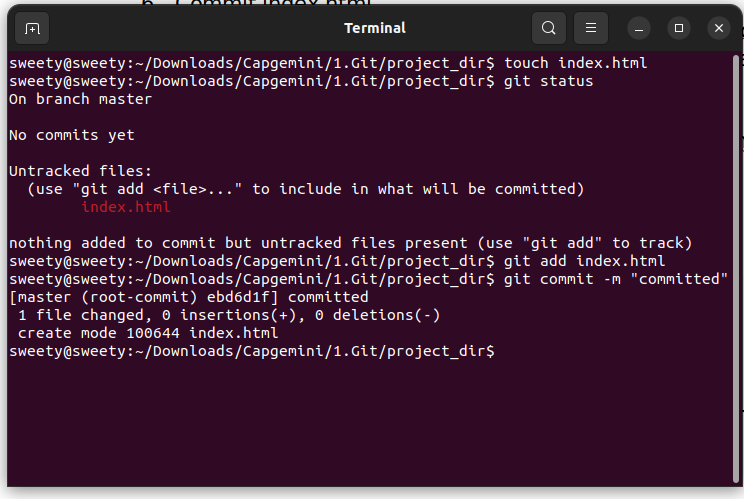 6. Commit index.html
Terminal
sweety@sweety:~/Downloads/Capgemini/1.Git/project_dir$ touch index.html
sweety@sweety:~/Downloads/Capgemini/1.Git/project_dir$ git status
On branch master
No commits yet
Untracked files:
  (use "git add <file>..." to include in what will be committed)
        index.html
nothing added to commit but untracked files present (use "git add" to track)
sweety@sweety:~/Downloads/Capgemini/1.Git/project_dir$ git add index.html
sweety@sweety:~/Downloads/Capgemini/1.Git/project_dir$ git commit -m "committed"
[master (root-commit) ebd6d1f] committed
 1 file changed, 0 insertions(+), 0 deletions(-)
 create mode 100644 index.html
sweety@sweety:~/Downloads/Capgemini/1.Git/project_dir$